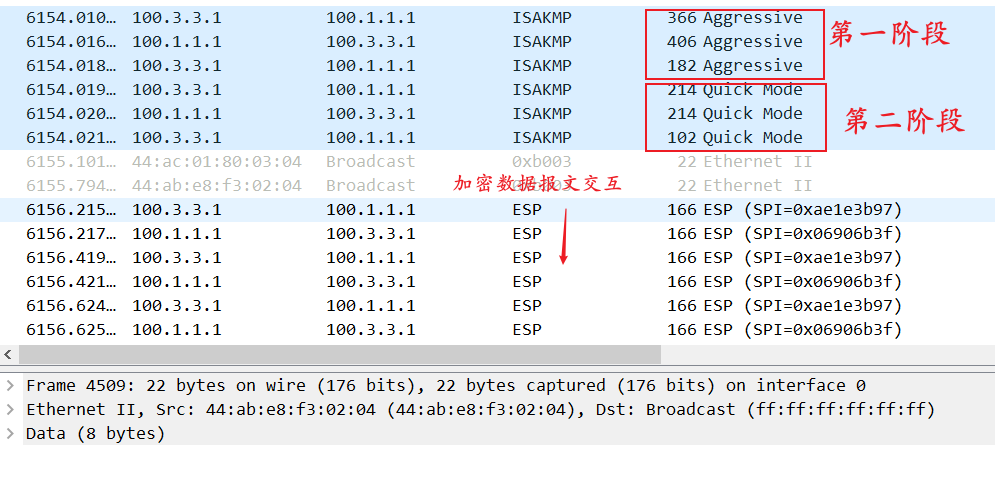 6154.010… 100.3.3.1 100.1.1.1 ISAKMP 366 Aggressive
第一阶段
6154.016… 100.1.1.1 100.3.3.1 ISAKMP 406 Aggressive
6154.018… 100.3.3.1 100.1.1.1 ISAKMP 182 Aggressive
6154.019… 100.3.3.1 100.1.1.1 ISAKMP 214 Quick Mode
6154.020… 100.1.1.1 100.3.3.1 ISAKMP 214 Quick Mode
第二阶段
6154.021… 100.3.3.1 100.1.1.1 ISAKMP 102 Quick Mode
6155.101… 44:ac:01:80:03:04 Broadcast 0xb003 22 Ethernet II
6155.794… 44:ab:e8:f3:02:04 Broadcast 22 Ethernet II
加密数据报文交互
6156.215… 100.3.3.1 100.1.1.1 ESP 166 ESP (SPI=0xae1e3b97)
6156.217… 100.1.1.1 100.3.3.1 ESP 166 ESP (SPI=0x06906b3f)
6156.419… 100.3.3.1 100.1.1.1 ESP 166 ESP (SPI=0xae1e3b97)
6156.421… 100.1.1.1 100.3.3.1 ESP 166 ESP (SPI=0x06906b3f)
6156.624… 100.3.3.1 100.1.1.1 ESP 166 ESP (SPI=0xae1e3b97)
6156.625… 100.1.1.1 100.3.3.1 ESP 166 ESP (SPI=0x06906b3f)
Frame 4509: 22 bytes on wire (176 bits), 22 bytes captured (176 bits) on interface 0
Ethernet II, Src: 44:ab:e8:f3:02:04 (44:ab:e8:f3:02:04), Dst: Broadcast (ff:ff:ff:ff:ff:ff)
Data (8 bytes)